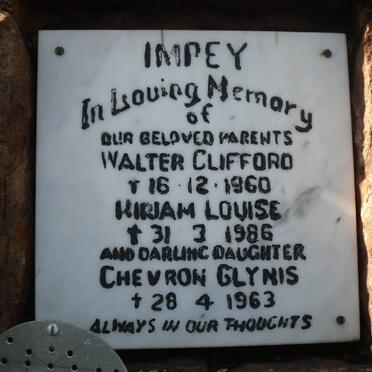 IMPEY
In Loving Memory
of
OUR BELOVED PARENTS
WALTER CLIFFORD
† 16 · 12 · 1960
MIRJAM LOUISE
† 31 3 1986
AND DARLING DAUGHTER
CHEVRON GLYNIS
† 28 4 1963
ALWAYS IN OUR THOUGHTS